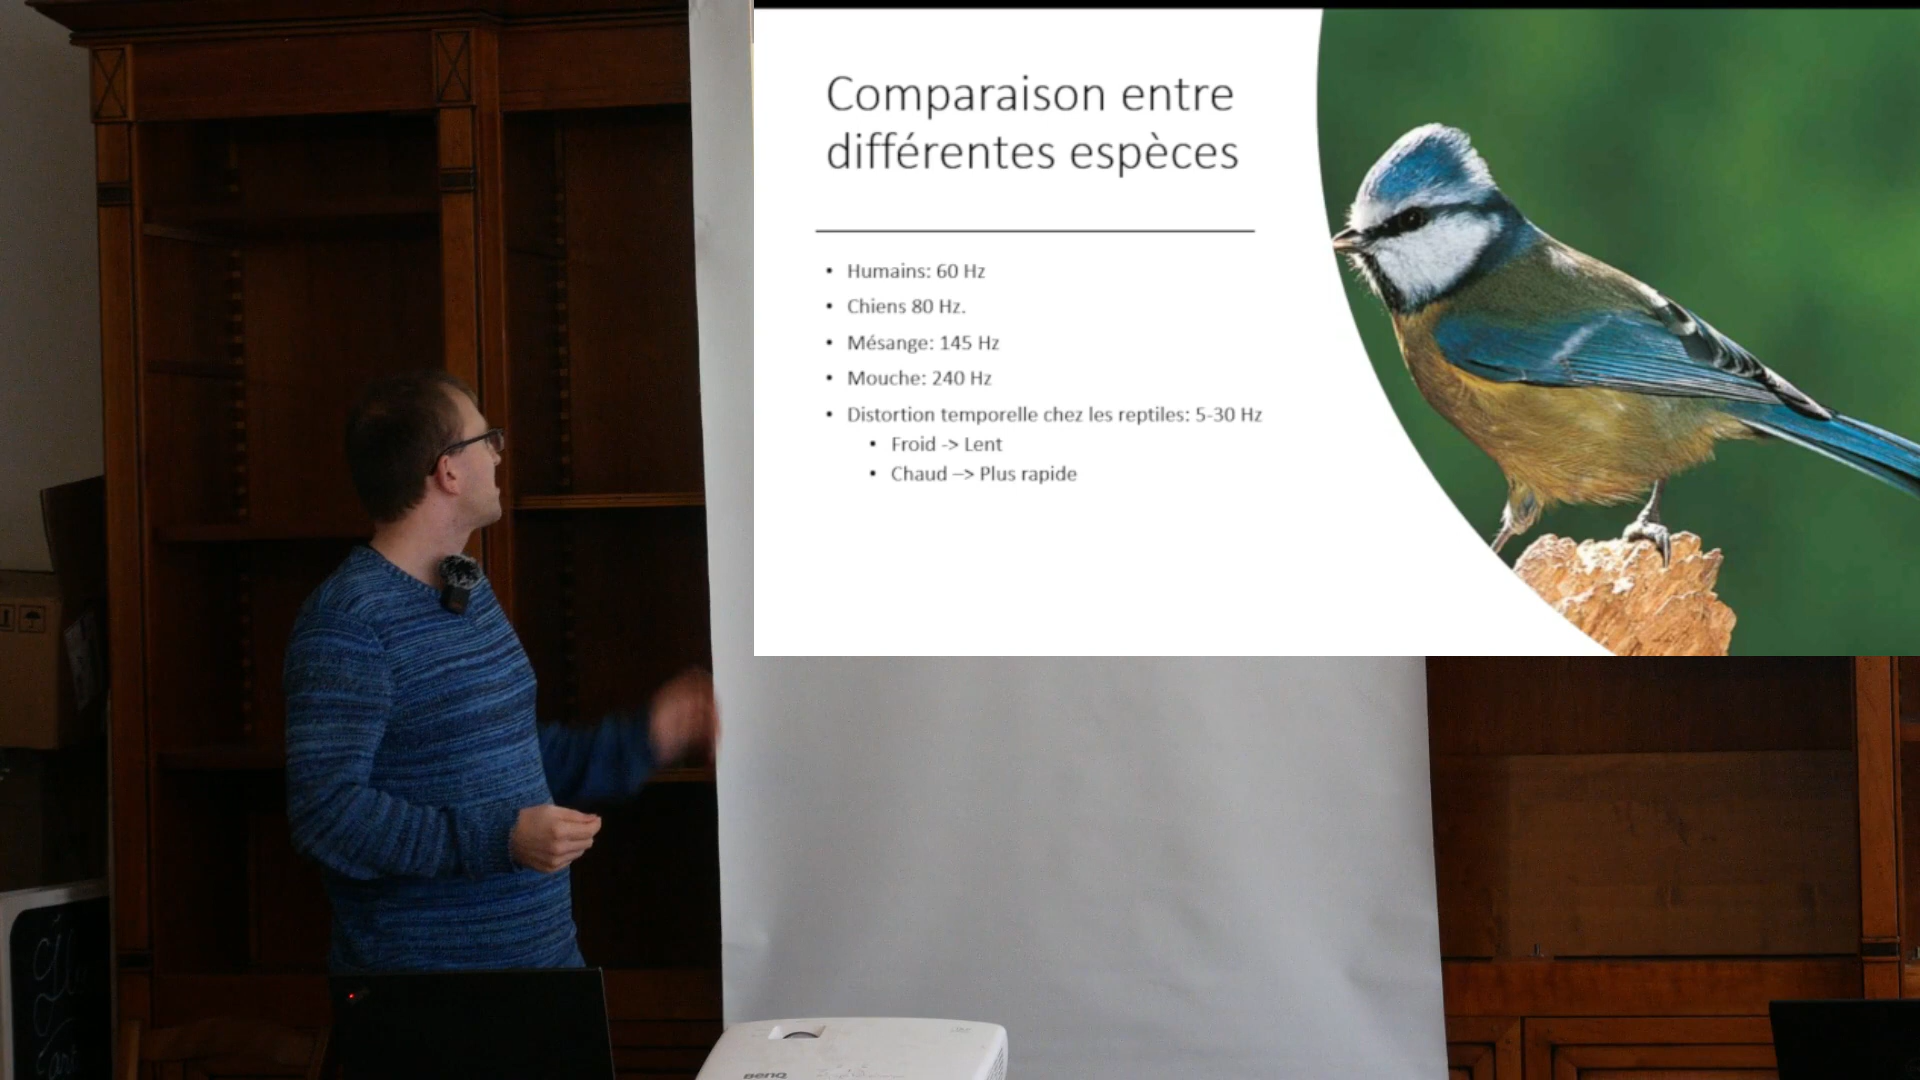 Comparaison entre
différentes espèces
• Humains: 60 Hz
• Chiens 80 Hz.
• Mésange: 145 Hz
• Mouche: 240 Hz
• Distortion temporelle chez les reptiles: 5-30 Hz
• Froid -> Lent
• Chaud –> Plus rapide
BenQ